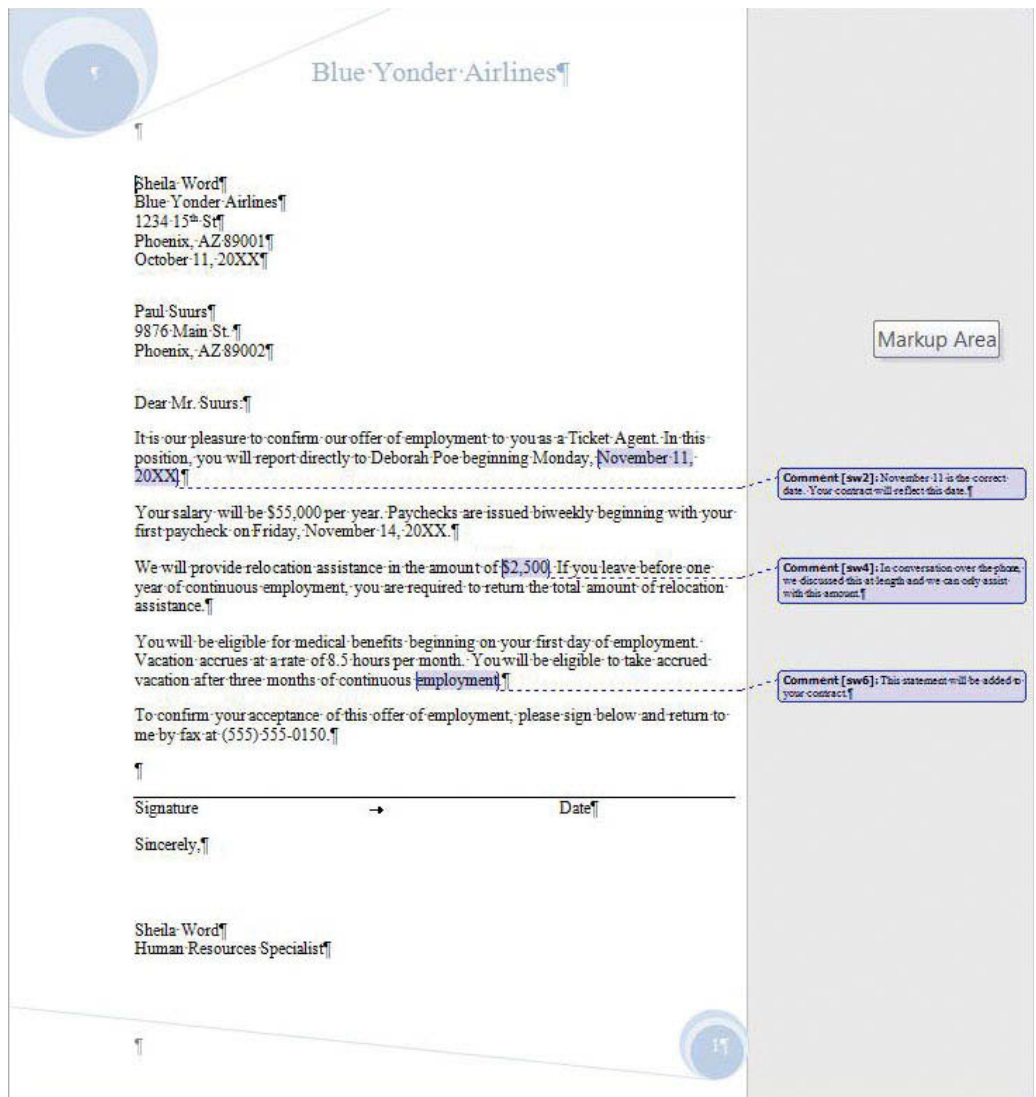 Blue Yonder Airlines¶
¶
¶
Sheila Word¶
Blue Yonder Airlines¶
1234 15th St¶
Phoenix, AZ 89001¶
October 11, 20XX¶
Paul Suurs¶
9876 Main St.¶
Phoenix, AZ 89002¶
Markup Area
Dear Mr. Suurs:¶
It is our pleasure to confirm our offer of employment to you as a Ticket Agent. In this
position, you will report directly to Deborah Poe beginning Monday, November 11,
20XX.¶
Comment [sw2]: November 11 is the correct
date. Your contract will reflect this date.¶
Your salary will be $55,000 per year. Paychecks are issued biweekly beginning with your
first paycheck on Friday, November 14, 20XX.¶
We will provide relocation assistance in the amount of $2,500. If you leave before one
year of continuous employment, you are required to return the total amount of relocation
assistance.¶
Comment [sw4]: In conversation over the phone,
we discussed this at length and we can only assist
with this amount.¶
You will be eligible for medical benefits beginning on your first day of employment.
Vacation accrues at a rate of 8.5 hours per month. You will be eligible to take accrued
vacation after three months of continuous employment.¶
Comment [sw6]: This statement will be added to
your contract.¶
To confirm your acceptance of this offer of employment, please sign below and return to
me by fax at (555) 555-0150.¶
¶
Signature → Date¶
Sincerely,¶
Sheila Word¶
Human Resources Specialist¶
¶
1¶